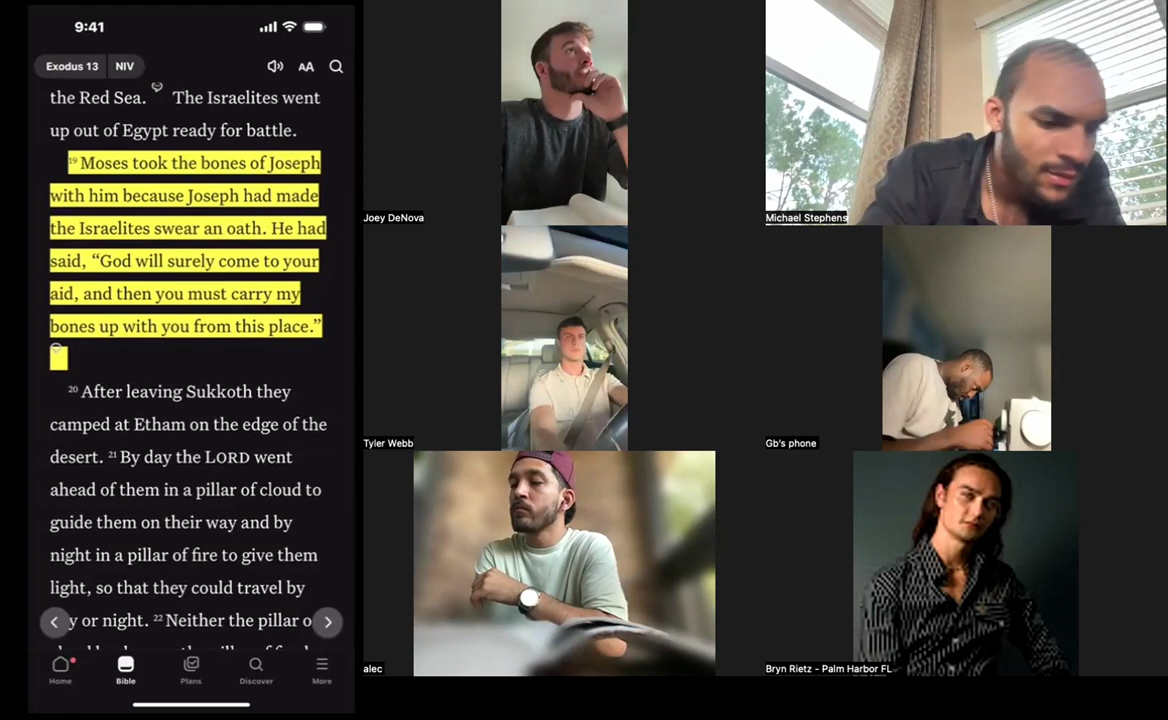 9:41
Exodus 13 NIV AA
the Red Sea. The Israelites went
up out of Egypt ready for battle.
19 Moses took the bones of Joseph
with him because Joseph had made
the Israelites swear an oath. He had
said, “God will surely come to your
aid, and then you must carry my
bones up with you from this place.”
20 After leaving Sukkoth they
camped at Etham on the edge of the
desert. 21 By day the LORD went
ahead of them in a pillar of cloud to
guide them on their way and by
night in a pillar of fire to give them
light, so that they could travel by
y or night. 22 Neither the pillar o
Home Bible Plans Discover More
Joey DeNova
Michael Stephens
Tyler Webb
Gb's phone
alec
Bryn Rietz - Palm Harbor FL